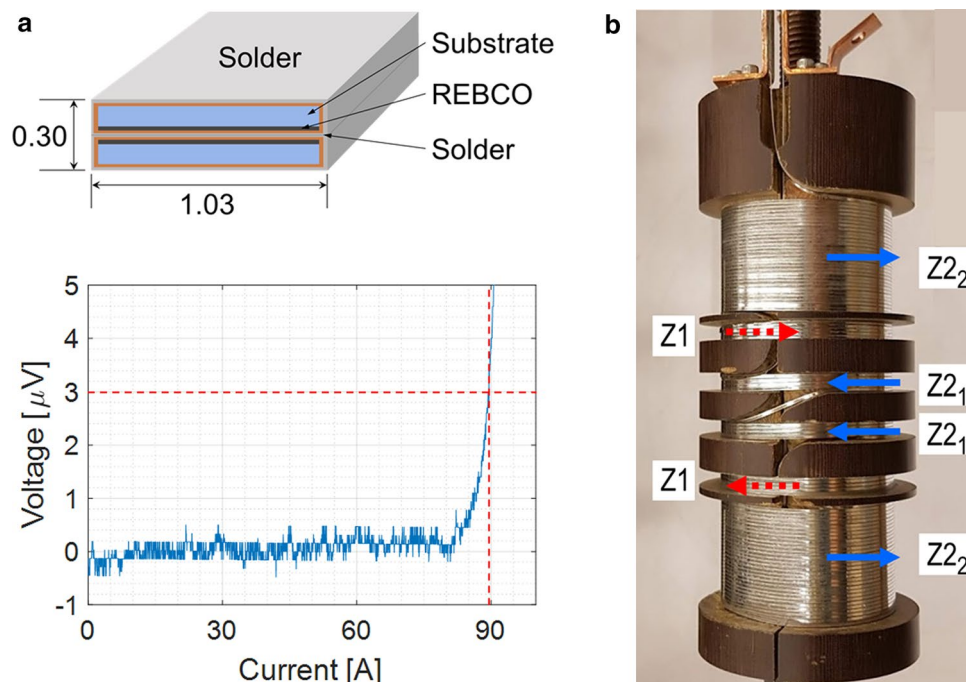 a
Solder
Substrate
REBCO
Solder
0.30
1.03
5
4
3
2
1
0
-1
Voltage [μV]
0
30
60
90
Current [A]
b
Z2₂
Z1
Z2₁
Z2₁
Z1
Z2₂